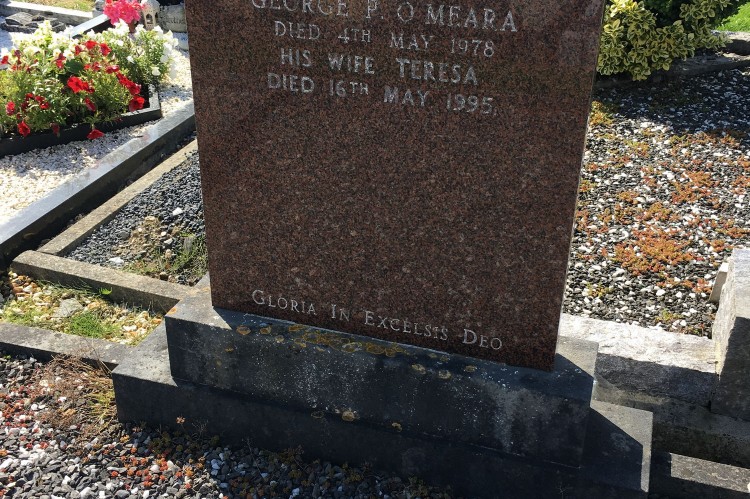 GEORGE P. O'MEARA
DIED 4TH MAY 1978
HIS WIFE TERESA
DIED 16TH MAY 1995
GLORIA IN EXCELSIS DEO